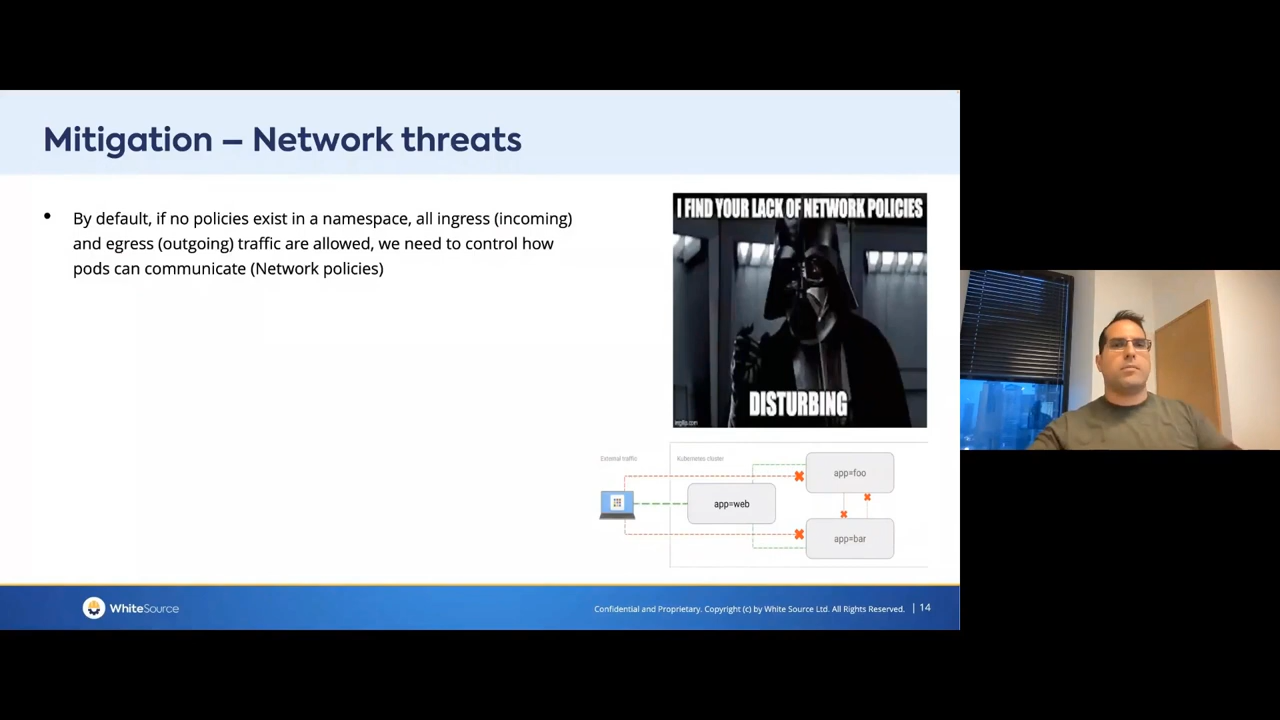 Mitigation – Network threats
• By default, if no policies exist in a namespace, all ingress (incoming)
and egress (outgoing) traffic are allowed, we need to control how
pods can communicate (Network policies)
I FIND YOUR LACK OF NETWORK POLICIES
DISTURBING
imgflip.com
External traffic
Kubernetes cluster
app=foo
app=web
app=bar
WhiteSource
Confidential and Proprietary. Copyright (c) by White Source Ltd. All Rights Reserved. | 14